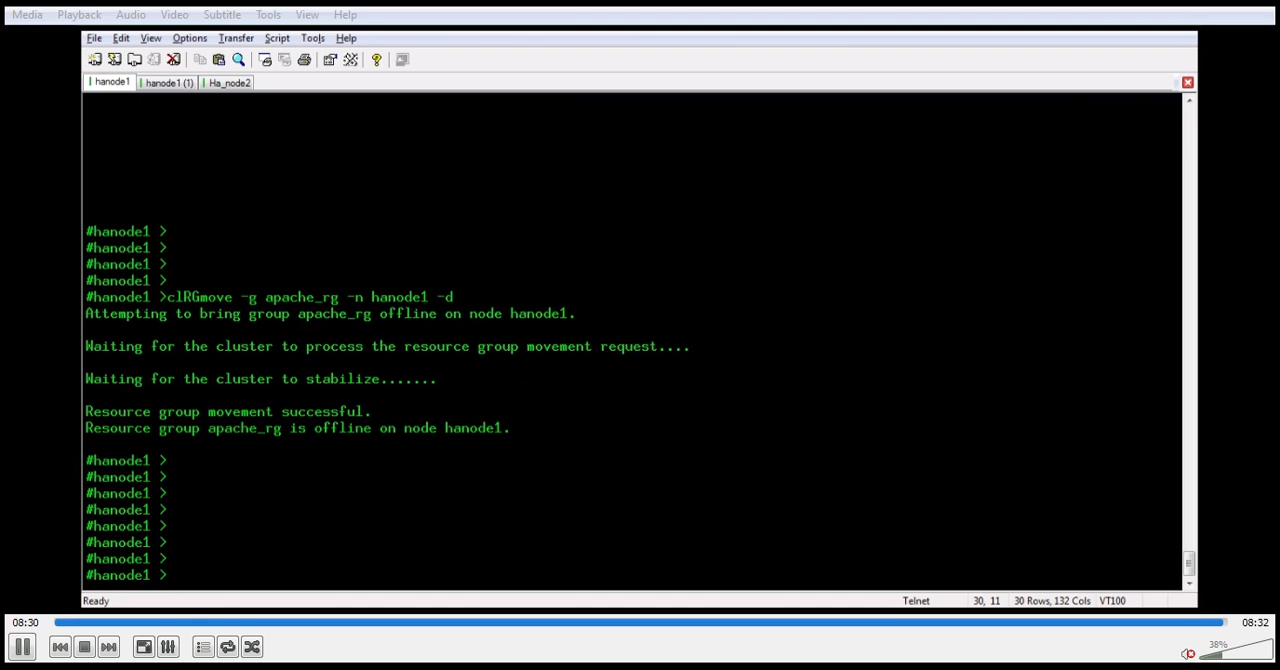 Media Playback Audio Video Subtitle Tools View Help
File Edit View Options Transfer Script Tools Help
hanode1 hanode1 (1) Ha_node2
#hanode1 >
#hanode1 >
#hanode1 >
#hanode1 >
#hanode1 >clRGmove -g apache_rg -n hanode1 -d
Attempting to bring group apache_rg offline on node hanode1.
Waiting for the cluster to process the resource group movement request....
Waiting for the cluster to stabilize.......
Resource group movement successful.
Resource group apache_rg is offline on node hanode1.
#hanode1 >
#hanode1 >
#hanode1 >
#hanode1 >
#hanode1 >
#hanode1 >
#hanode1 >
#hanode1 >
Ready Telnet 30, 11 30 Rows, 132 Cols VT100
08:30 08:32
38%